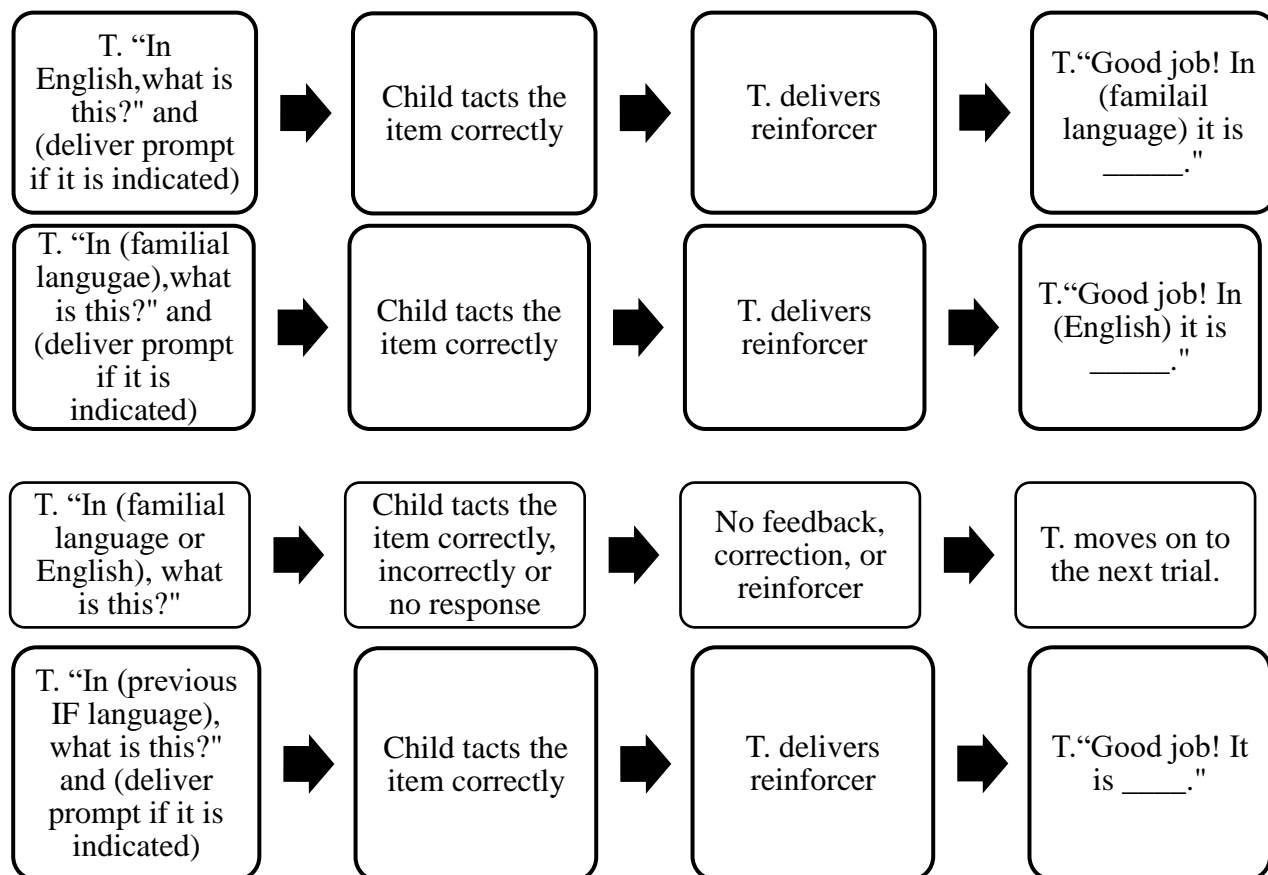 T. “In
English,what is
this?" and
(deliver prompt
if it is indicated)
Child tacts the
item correctly
T. delivers
reinforcer
T.“Good job! In
(familail
language) it is
_____."
T. “In (familial
langugae),what
is this?" and
(deliver prompt
if it is
indicated)
Child tacts the
item correctly
T. delivers
reinforcer
T.“Good job! In
(English) it is
_____."
T. “In (familial
language or
English), what
is this?"
Child tacts the
item correctly,
incorrectly or
no response
No feedback,
correction, or
reinforcer
T. moves on to
the next trial.
T. “In (previous
IF language),
what is this?"
and (deliver
prompt if it is
indicated)
Child tacts the
item correctly
T. delivers
reinforcer
T.“Good job! It
is ____."